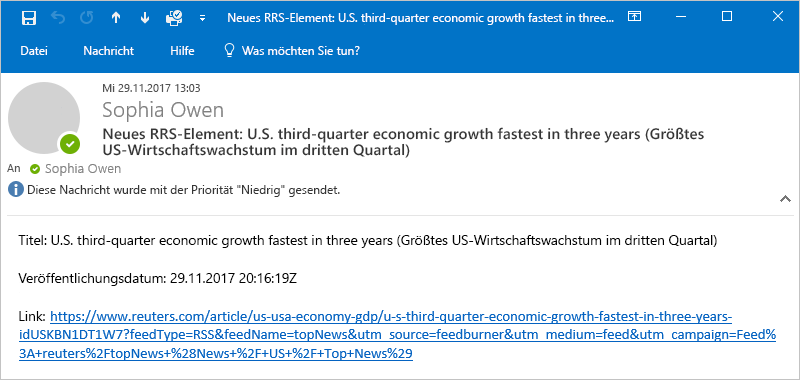 Neues RRS-Element: U.S. third-quarter economic growth fastest in three...
Datei Nachricht Hilfe Was möchten Sie tun?
Mi 29.11.2017 13:03
Sophia Owen
Neues RRS-Element: U.S. third-quarter economic growth fastest in three years (Größtes
US-Wirtschaftswachstum im dritten Quartal)
An Sophia Owen
Diese Nachricht wurde mit der Priorität "Niedrig" gesendet.
Titel: U.S. third-quarter economic growth fastest in three years (Größtes US-Wirtschaftswachstum im dritten Quartal)
Veröffentlichungsdatum: 29.11.2017 20:16:19Z
Link: https://www.reuters.com/article/us-usa-economy-gdp/u-s-third-quarter-economic-growth-fastest-in-three-years-
idUSKBN1DT1W7?feedType=RSS&feedName=topNews&utm_source=feedburner&utm_medium=feed&utm_campaign=Feed%
3A+reuters%2FtopNews+%28News+%2F+US+%2F+Top+News%29